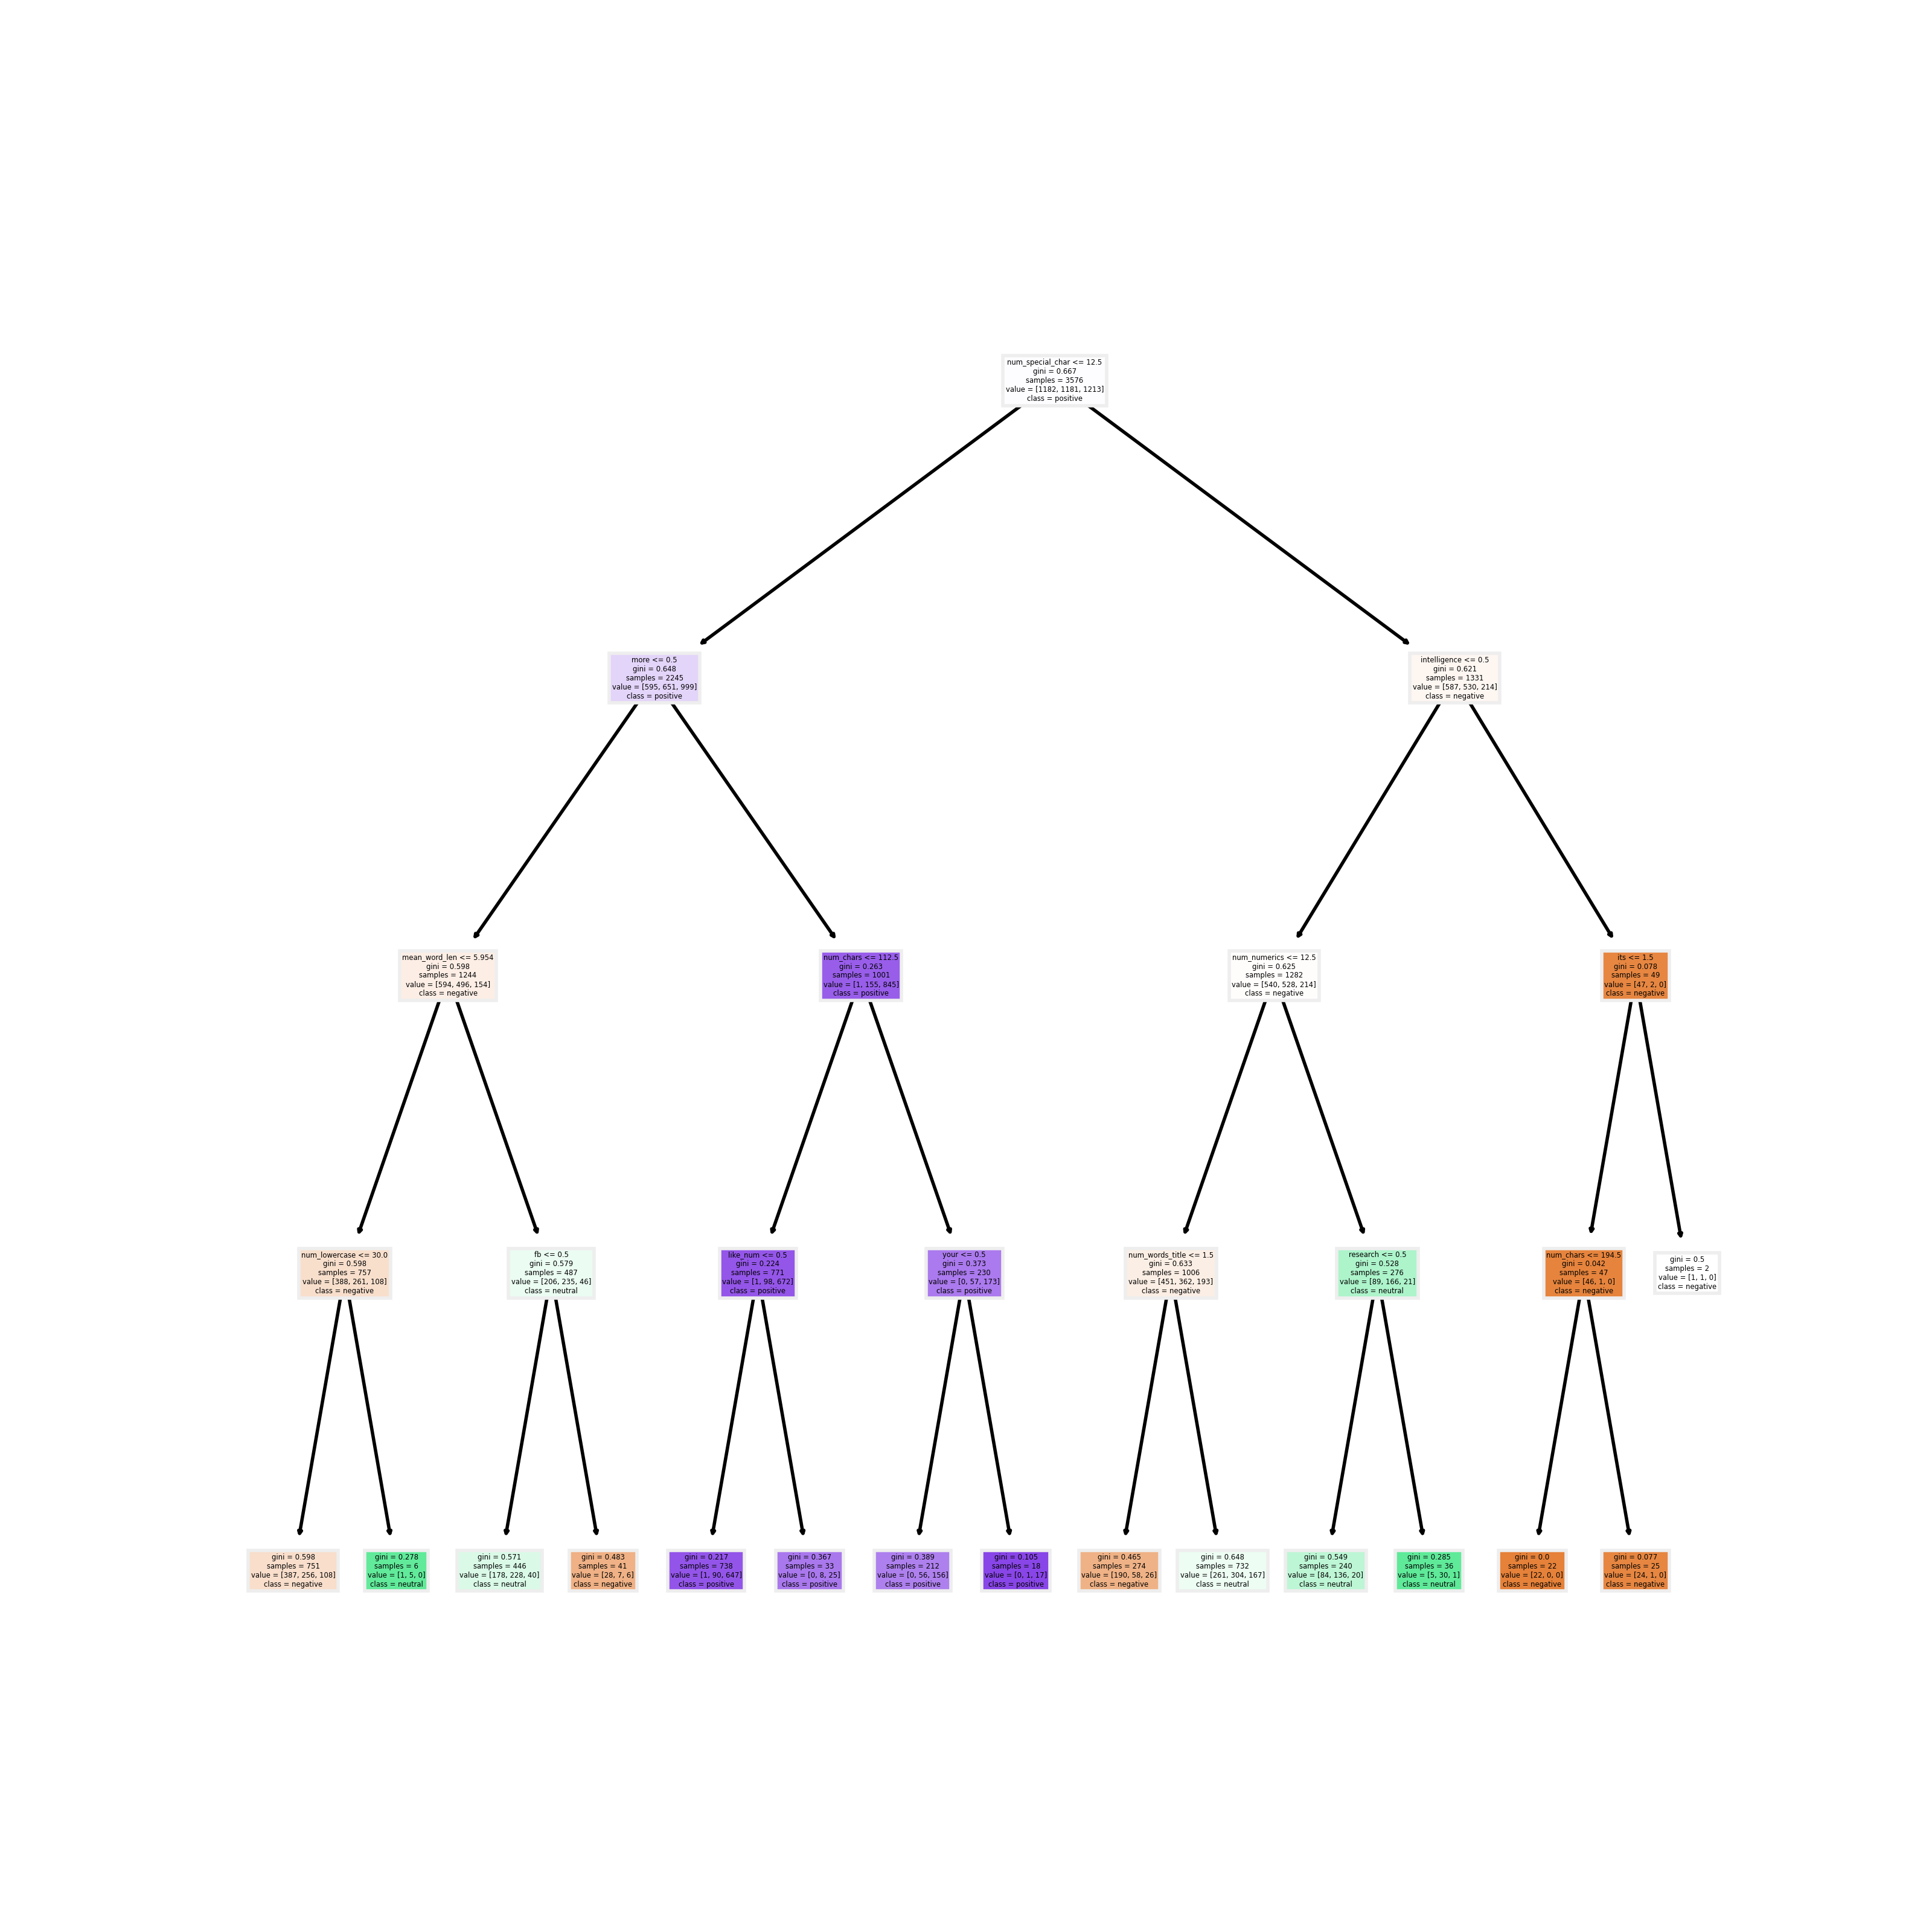 num_special_char <= 12.5
gini = 0.667
samples = 3576
value = [1182, 1181, 1213]
class = positive
more <= 0.5
gini = 0.648
samples = 2245
value = [595, 651, 999]
class = positive
intelligence <= 0.5
gini = 0.621
samples = 1331
value = [587, 530, 214]
class = negative
mean_word_len <= 5.954
gini = 0.598
samples = 1244
value = [594, 496, 154]
class = negative
num_chars <= 112.5
gini = 0.263
samples = 1001
value = [1, 155, 845]
class = positive
num_numerics <= 12.5
gini = 0.625
samples = 1282
value = [540, 528, 214]
class = negative
its <= 1.5
gini = 0.078
samples = 49
value = [47, 2, 0]
class = negative
num_lowercase <= 30.0
gini = 0.598
samples = 757
value = [388, 261, 108]
class = negative
fb <= 0.5
gini = 0.579
samples = 487
value = [206, 235, 46]
class = neutral
like_num <= 0.5
gini = 0.224
samples = 771
value = [1, 98, 672]
class = positive
your <= 0.5
gini = 0.373
samples = 230
value = [0, 57, 173]
class = positive
num_words_title <= 1.5
gini = 0.633
samples = 1006
value = [451, 362, 193]
class = negative
research <= 0.5
gini = 0.528
samples = 276
value = [89, 166, 21]
class = neutral
num_chars <= 194.5
gini = 0.042
samples = 47
value = [46, 1, 0]
class = negative
gini = 0.5
samples = 2
value = [1, 1, 0]
class = negative
gini = 0.598
samples = 751
value = [387, 256, 108]
class = negative
gini = 0.278
samples = 6
value = [1, 5, 0]
class = neutral
gini = 0.571
samples = 446
value = [178, 228, 40]
class = neutral
gini = 0.483
samples = 41
value = [28, 7, 6]
class = negative
gini = 0.217
samples = 738
value = [1, 90, 647]
class = positive
gini = 0.367
samples = 33
value = [0, 8, 25]
class = positive
gini = 0.389
samples = 212
value = [0, 56, 156]
class = positive
gini = 0.105
samples = 18
value = [0, 1, 17]
class = positive
gini = 0.465
samples = 274
value = [190, 58, 26]
class = negative
gini = 0.648
samples = 732
value = [261, 304, 167]
class = neutral
gini = 0.549
samples = 240
value = [84, 136, 20]
class = neutral
gini = 0.285
samples = 36
value = [5, 30, 1]
class = neutral
gini = 0.0
samples = 22
value = [22, 0, 0]
class = negative
gini = 0.077
samples = 25
value = [24, 1, 0]
class = negative